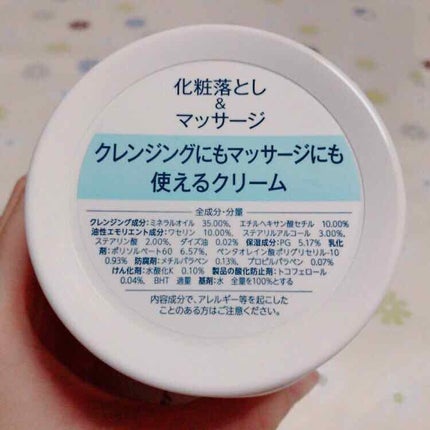 化粧落とし
&
マッサージ
クレンジングにもマッサージにも
使えるクリーム
全成分・分量
クレンジング成分:ミネラルオイル 35.00%、エチルヘキサン酸セチル 10.00%
油性エモリエント成分:ワセリン 10.00%、ステアリルアルコール 3.00%、
ステアリン酸 2.00%、ダイズ油 0.02% 保湿成分:PG 5.17% 乳化
剤:ポリソルベート60 6.57%、ペンタオレイン酸ポリグリセリル-10
0.93% 防腐剤:メチルパラベン 0.13%、プロピルパラベン 0.07%
けん化剤:水酸化K 0.10% 製品の酸化防止剤:トコフェロール
0.04%、BHT 適量 基剤:水 全量を100%とする
内容成分で、アレルギー等を起こした
ことのある方はご注意ください。